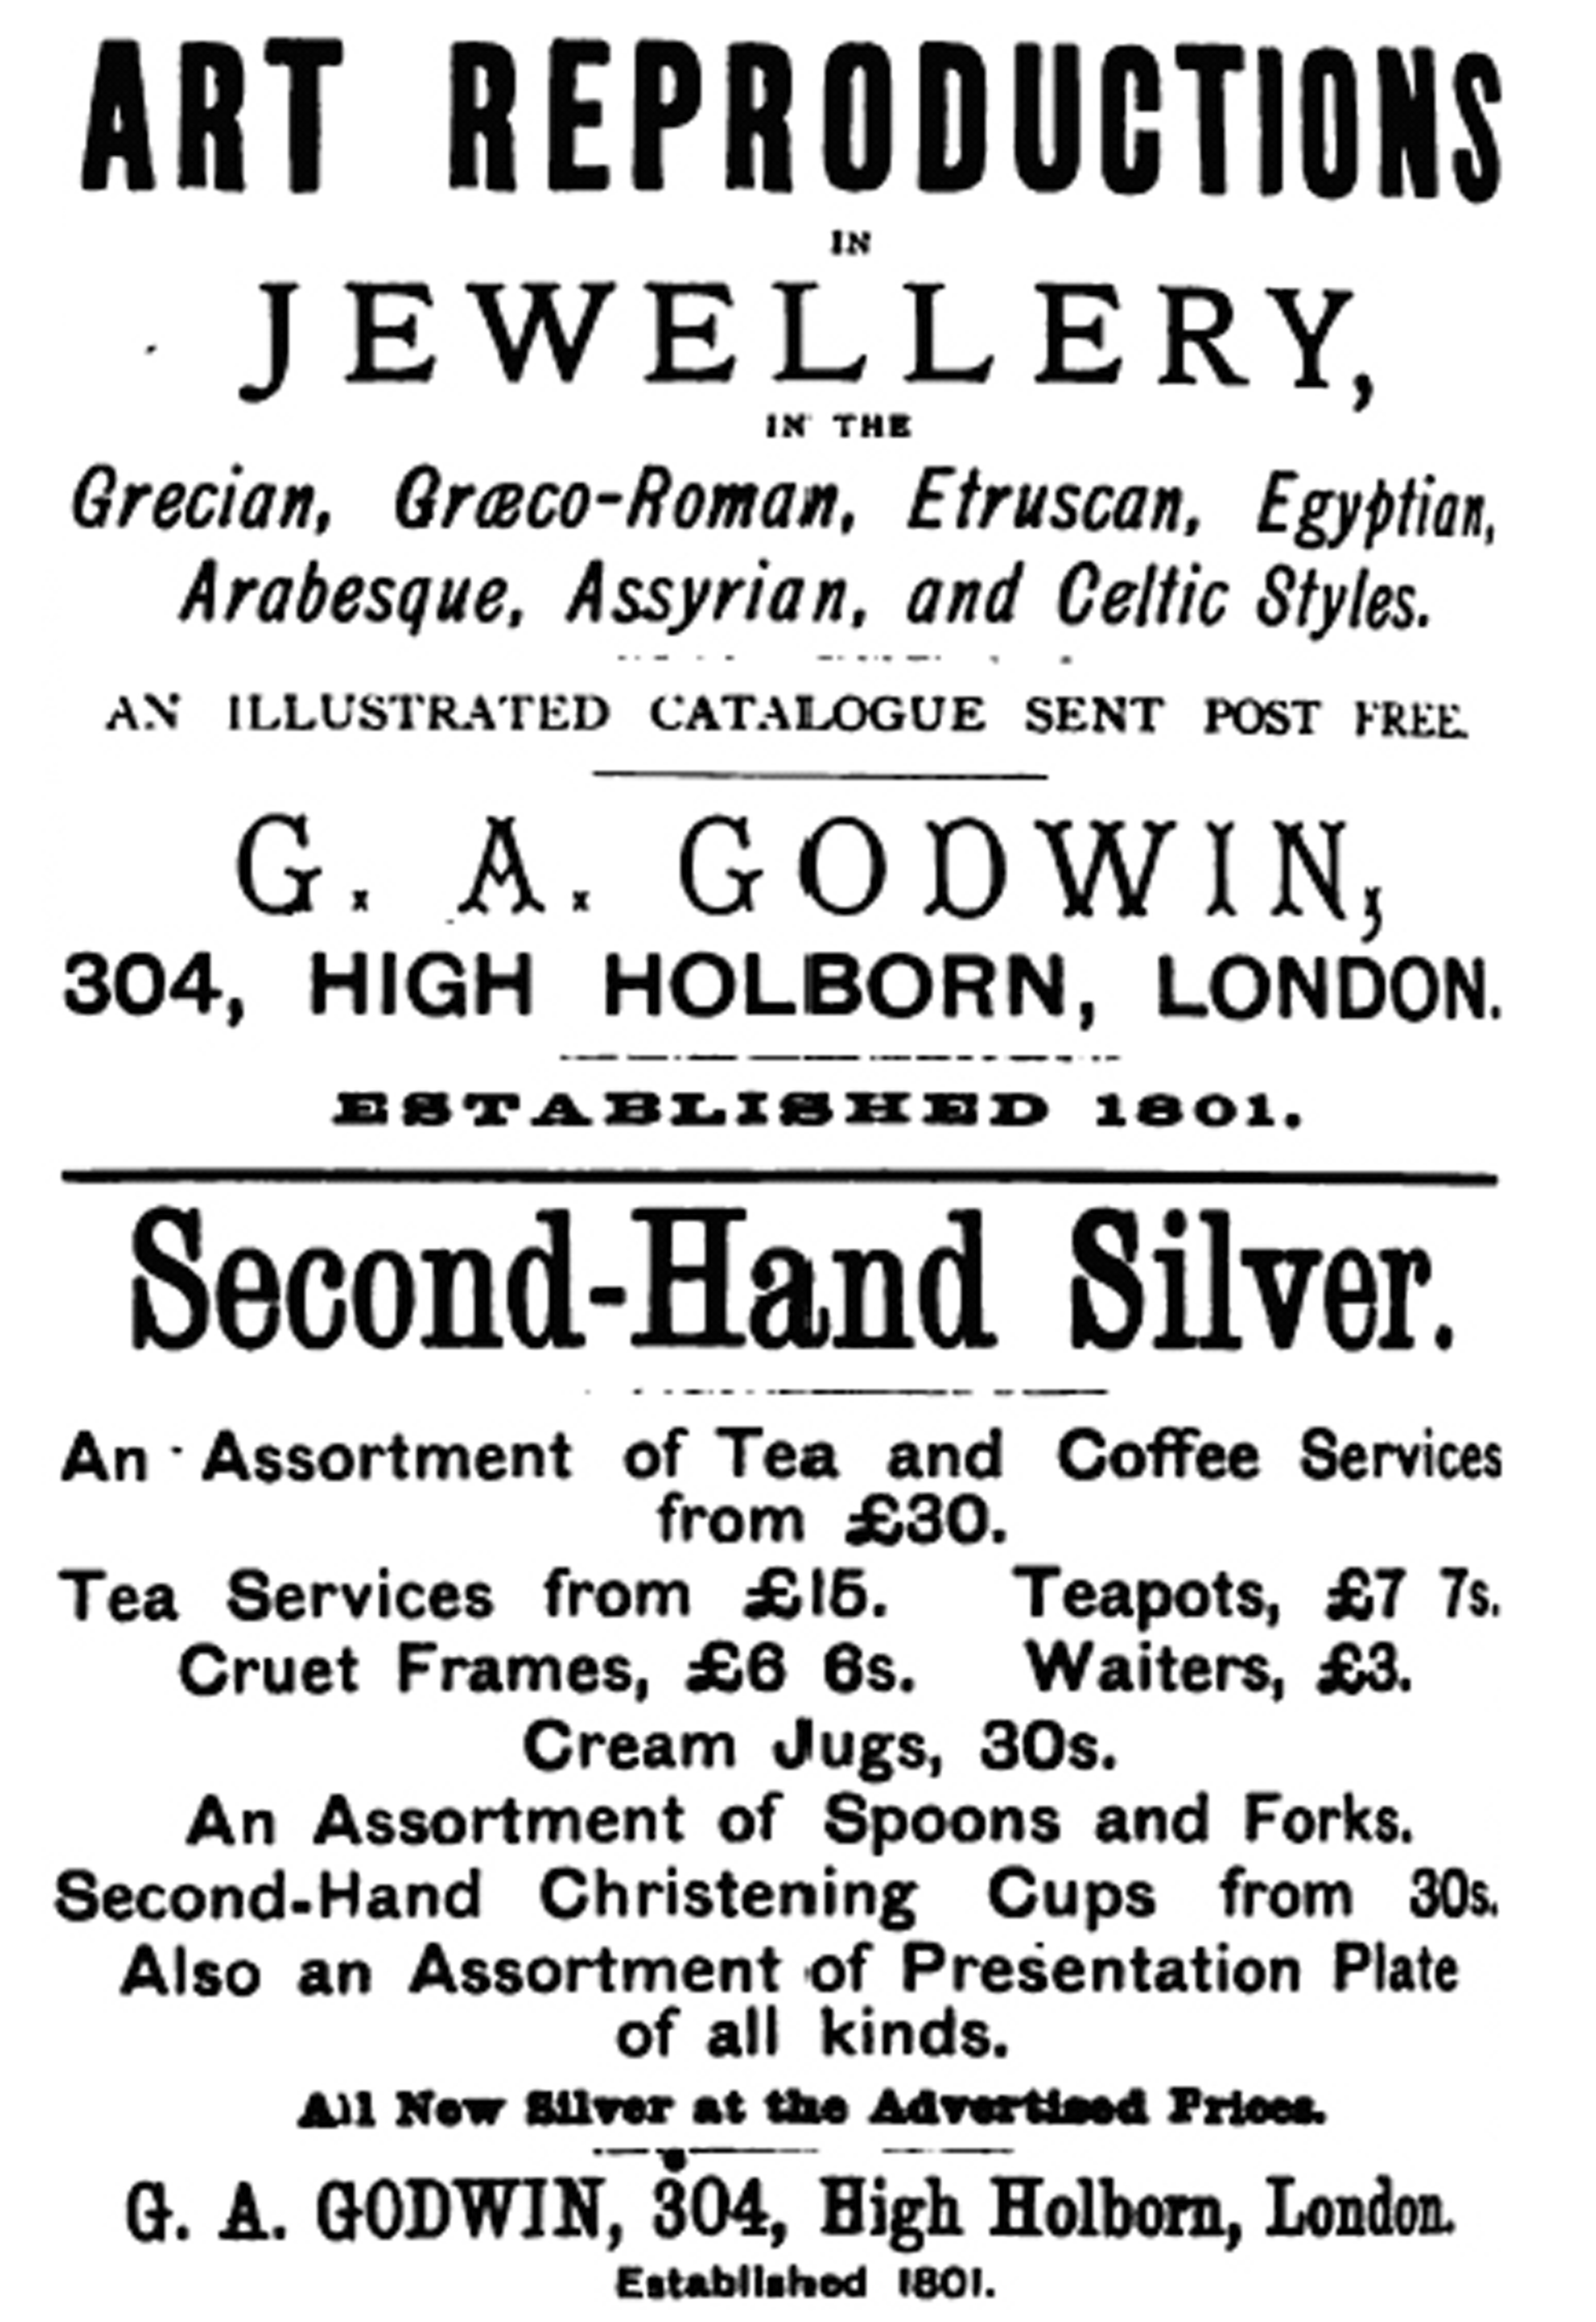 ART REPRODUCTIONS
IN
JEWELLERY,
IN THE
Grecian, Græco-Roman, Etruscan, Egyptian,
Arabesque, Assyrian, and Celtic Styles.
AN ILLUSTRATED CATALOGUE SENT POST FREE.
G. A. GODWIN,
304, HIGH HOLBORN, LONDON.
ESTABLISHED 1801.
Second-Hand Silver.
An Assortment of Tea and Coffee Services
from £30.
Tea Services from £15. Teapots, £7 7s.
Cruet Frames, £6 6s. Waiters, £3.
Cream Jugs, 30s.
An Assortment of Spoons and Forks.
Second-Hand Christening Cups from 30s.
Also an Assortment of Presentation Plate
of all kinds.
All New Silver at the Advertised Prices.
G. A. GODWIN, 304, High Holborn, London.
Established 1801.